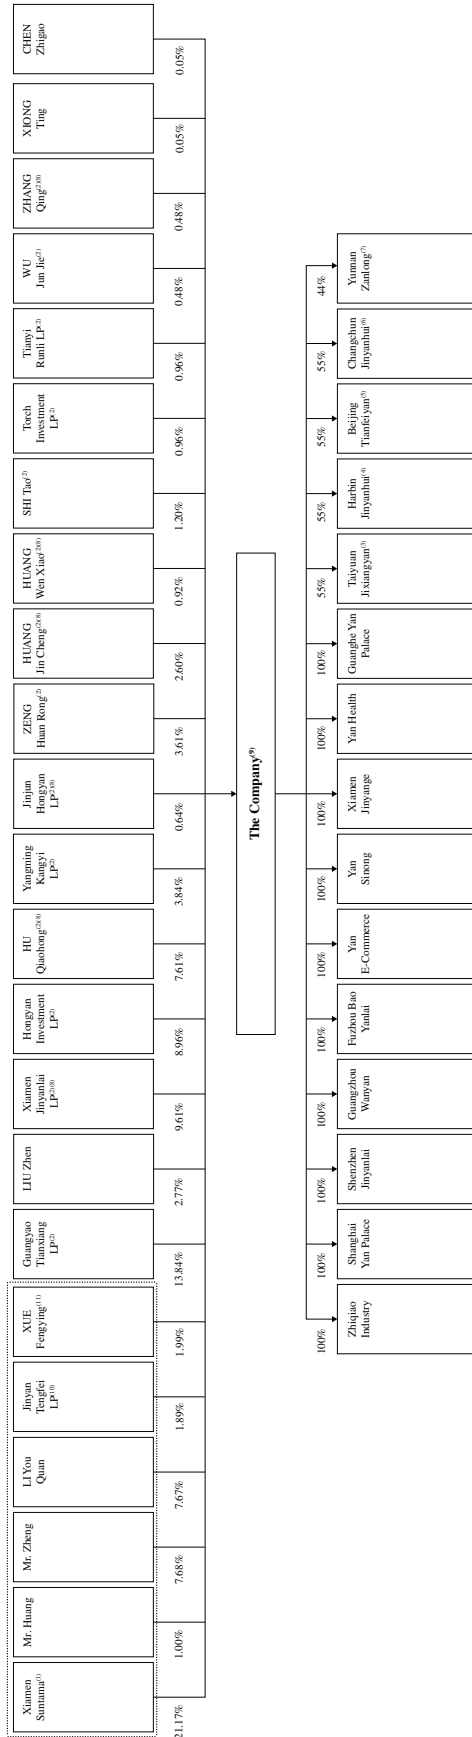 Xiamen
Suntama(1)
21.17%
Mr. Huang
1.00%
Mr. Zheng
7.68%
LI You
Quan
7.67%
Jinyan
Tengfei
LP(10)
1.89%
XUE
Fengying(11)
1.99%
Guangyao
Tianxiang
LP(2)
13.84%
LIU Zhen
2.77%
Xiamen
Jinyanlai
LP(2)(8)
9.61%
Hongyan
Investment
LP(2)
8.96%
HU
Qiaohong(2)(8)
7.61%
Yangming
Kangyi
LP(2)
3.84%
Jinjun
Hongyan
LP(2)(8)
0.64%
ZENG
Huan Rong(2)
3.61%
HUANG
Jin Cheng(2)(8)
2.60%
HUANG
Wen Xiao(2)(8)
0.92%
SHI Tao(2)
1.20%
Torch
Investment
LP(2)
0.96%
Tianyi
Runli LP(2)
0.96%
WU
Jun Jie(2)
0.48%
ZHANG
Qing(2)(8)
0.48%
XIONG
Ting
0.05%
CHEN
Zhigao
0.05%
The Company(9)
100%
Zhiqiao
Industry
100%
Shanghai
Yan Palace
100%
Shenzhen
Jinyanlai
100%
Guangzhou
Wanyan
100%
Fuzhou Bao
Yanlai
100%
Yan
E-Commerce
100%
Yan
Sinong
100%
Xiamen
Jinyange
100%
Yan Health
100%
Guanghe Yan
Palace
55%
Taiyuan
Jixiangyan(3)
55%
Harbin
Jinyanhui(4)
55%
Beijing
Tianfeiyan(5)
55%
Changchun
Jinyanhui(6)
44%
Yunnan
Zanlong(7)